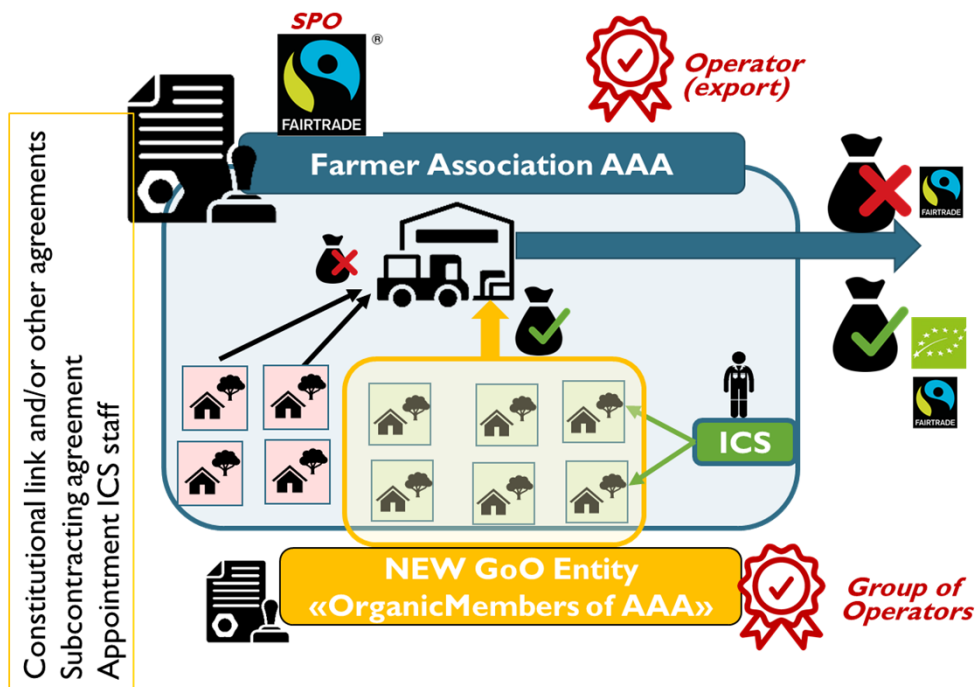 SPO
®
FAIRTRADE
Operator
(export)
Farmer Association AAA
FAIRTRADE
FAIRTRADE
ICS
NEW GoO Entity
«OrganicMembers of AAA»
Group of
Operators
Constitutional link and/or other agreements
Subcontracting agreement
Appointment ICS staff